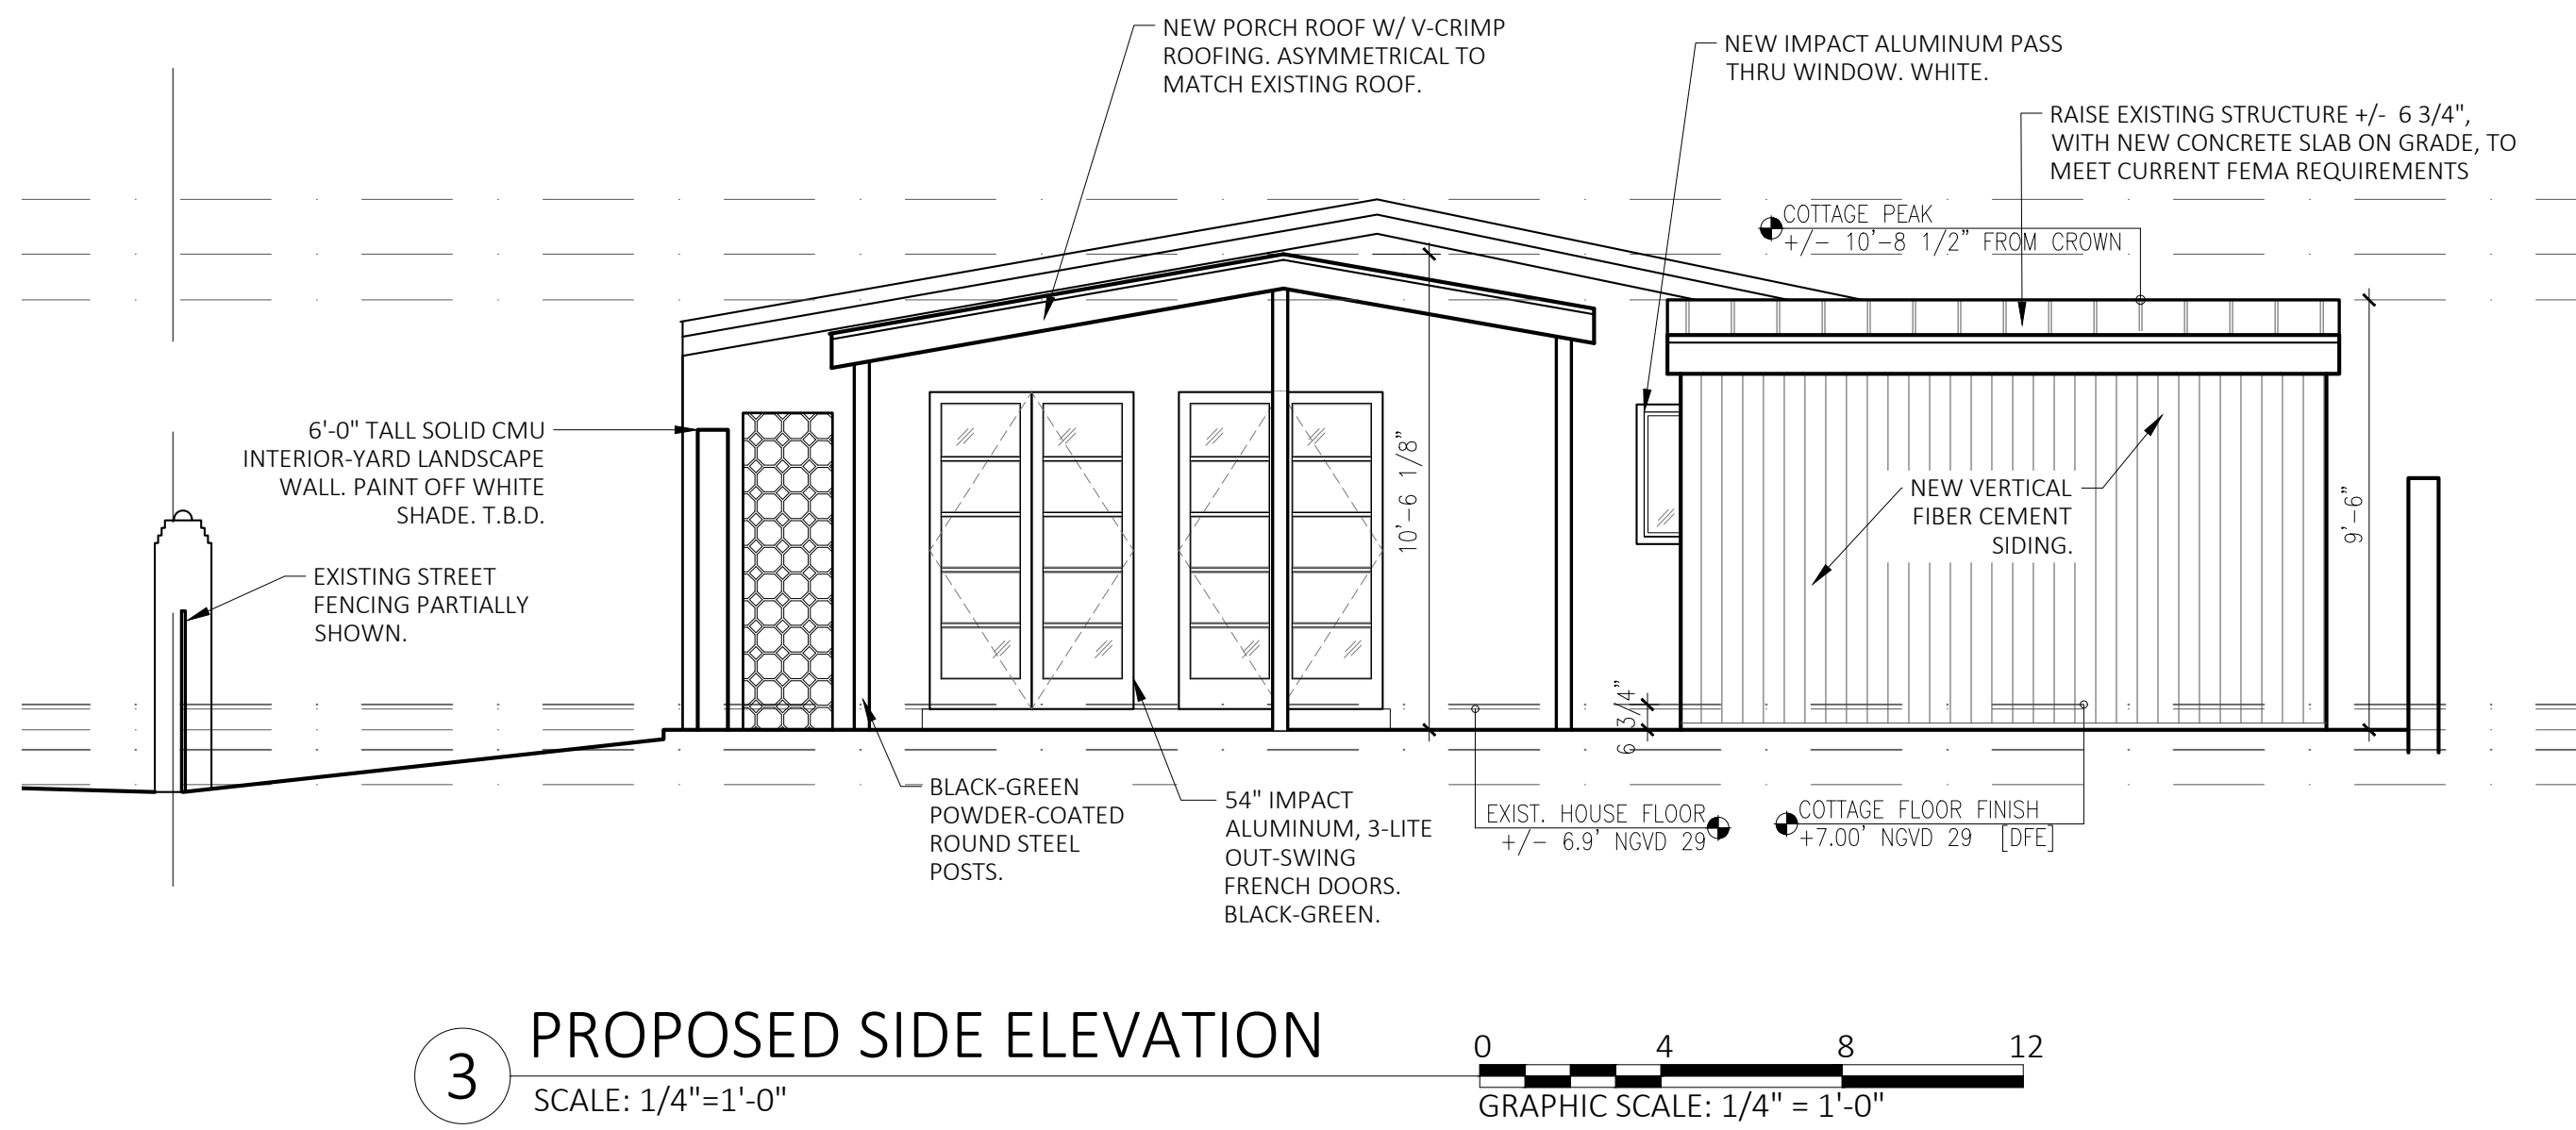 NEW PORCH ROOF W/ V-CRIMP
ROOFING. ASYMMETRICAL TO
MATCH EXISTING ROOF.
NEW IMPACT ALUMINUM PASS
THRU WINDOW. WHITE.
RAISE EXISTING STRUCTURE +/- 6 3/4",
WITH NEW CONCRETE SLAB ON GRADE, TO
MEET CURRENT FEMA REQUIREMENTS
COTTAGE PEAK
+/- 10'-8 1/2" FROM CROWN
6'-0" TALL SOLID CMU
INTERIOR-YARD LANDSCAPE
WALL. PAINT OFF WHITE
SHADE. T.B.D.
EXISTING STREET
FENCING PARTIALLY
SHOWN.
10'-6 1/8"
NEW VERTICAL
FIBER CEMENT
SIDING.
9'-6"
6 3/4"
BLACK-GREEN
POWDER-COATED
ROUND STEEL
POSTS.
54" IMPACT
ALUMINUM, 3-LITE
OUT-SWING
FRENCH DOORS.
BLACK-GREEN.
EXIST. HOUSE FLOOR
+/- 6.9' NGVD 29
COTTAGE FLOOR FINISH
+7.00' NGVD 29 [DFE]
3
PROPOSED SIDE ELEVATION
SCALE: 1/4"=1'-0"
0 4 8 12
GRAPHIC SCALE: 1/4" = 1'-0"